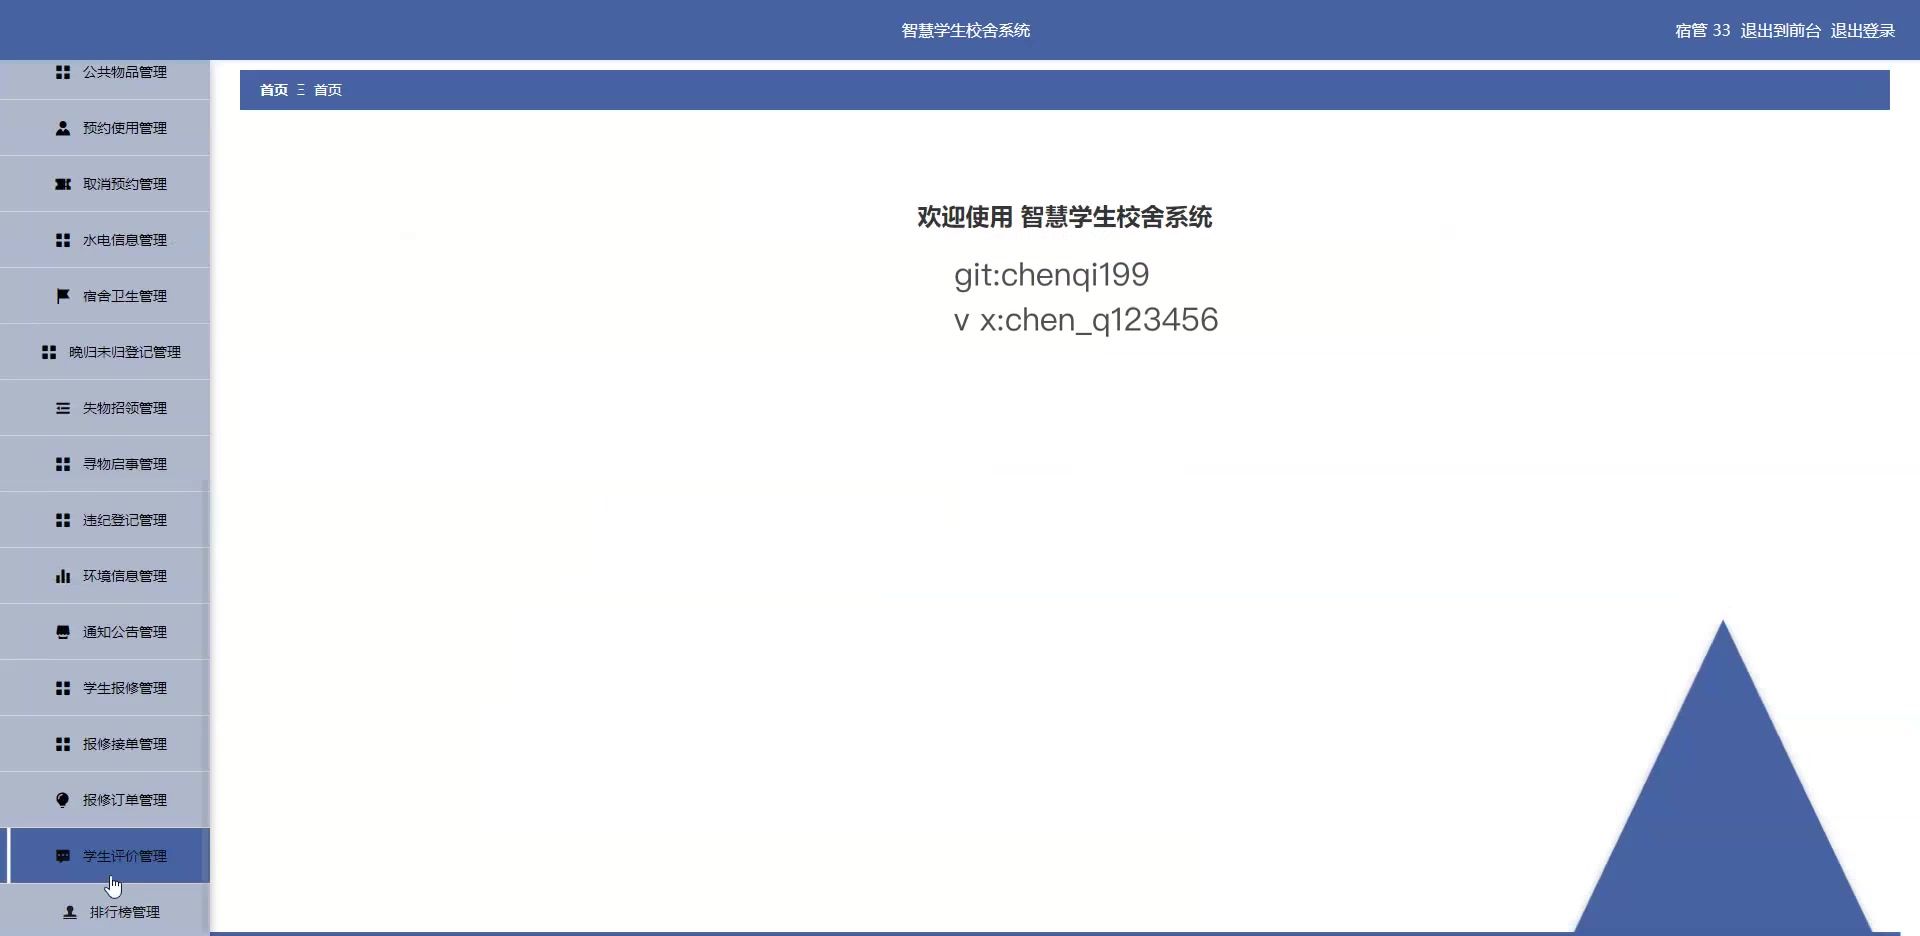 智慧学生校舍系统
宿管 33 退出到前台 退出登录
公共物品管理
预约使用管理
取消预约管理
水电信息管理
宿舍卫生管理
晚归未归登记管理
失物招领管理
寻物启事管理
违纪登记管理
环境信息管理
通知公告管理
学生报修管理
报修接单管理
报修订单管理
学生评价管理
排行榜管理
首页 Ξ 首页
欢迎使用 智慧学生校舍系统
git:chenqi199
v x:chen_q123456